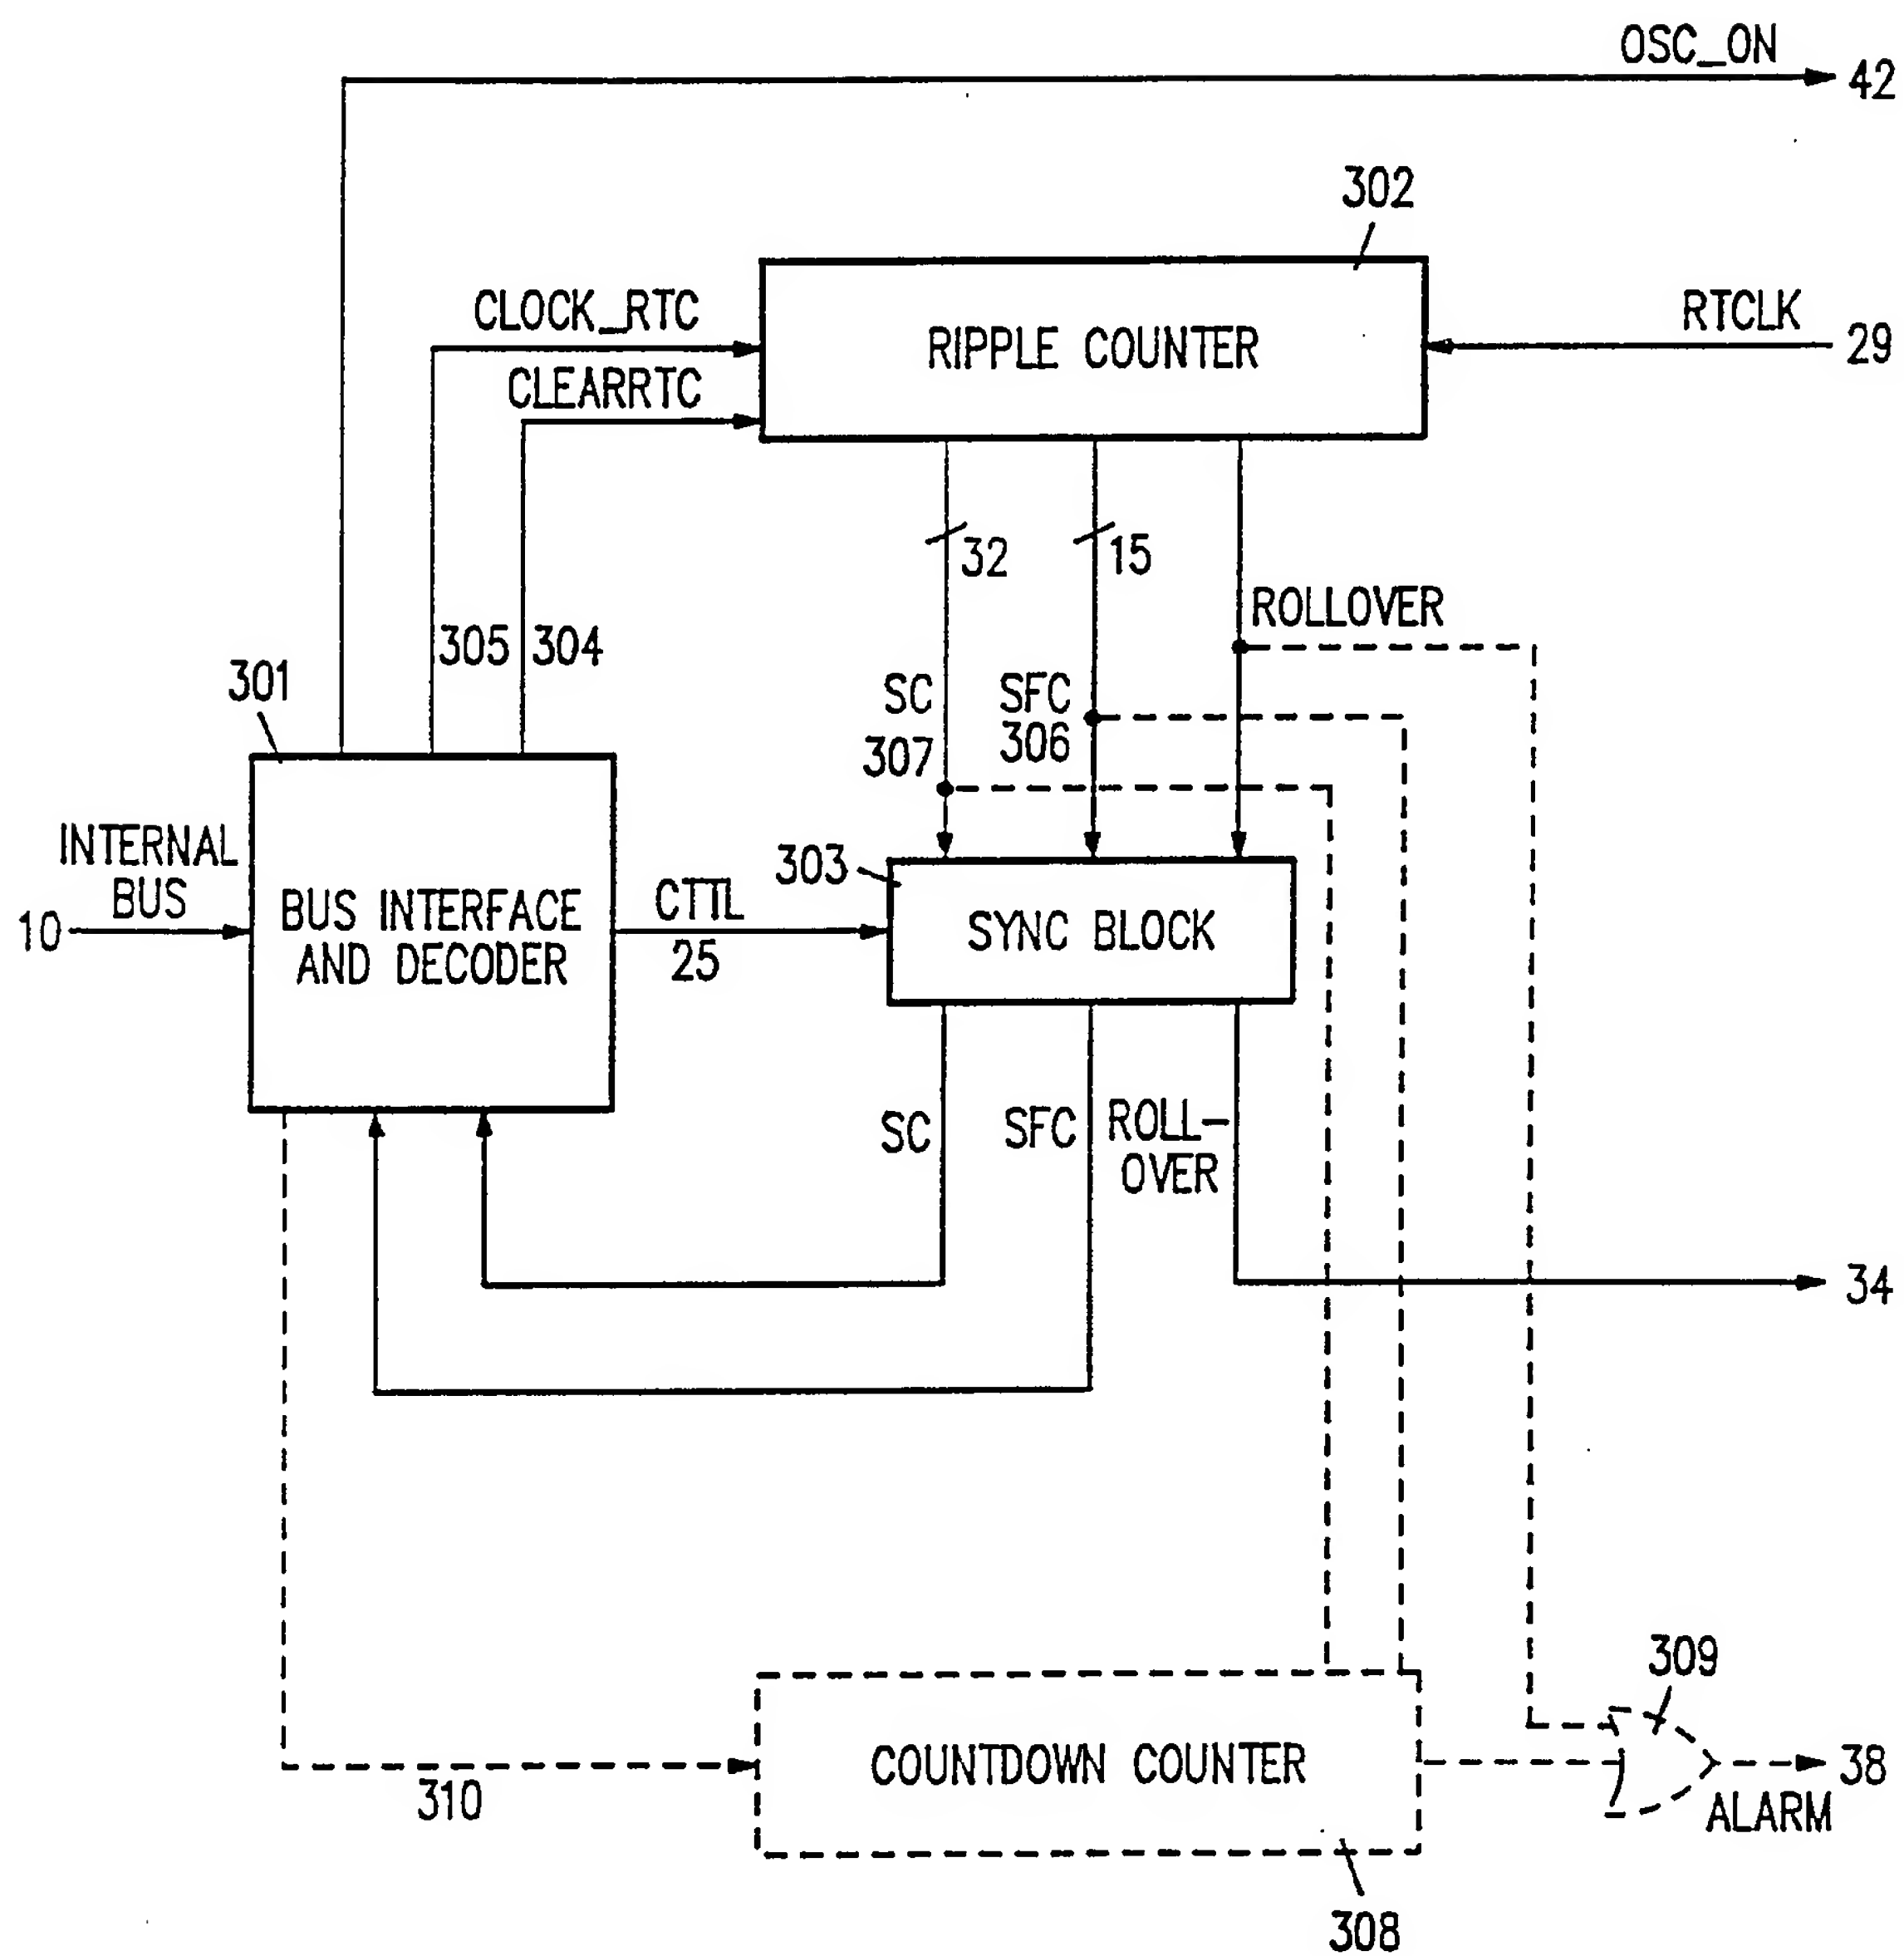 OSC_ON
42
302
CLOCK_RTC
RIPPLE COUNTER
RTCLK
29
CLEARRTC
32
15
ROLLOVER
305
304
301
SC
307
SFC
306
INTERNAL
BUS
10
BUS INTERFACE
AND DECODER
CTTL
25
303
SYNC BLOCK
SC
SFC
ROLL-
OVER
34
309
COUNTDOWN COUNTER
38
ALARM
310
308